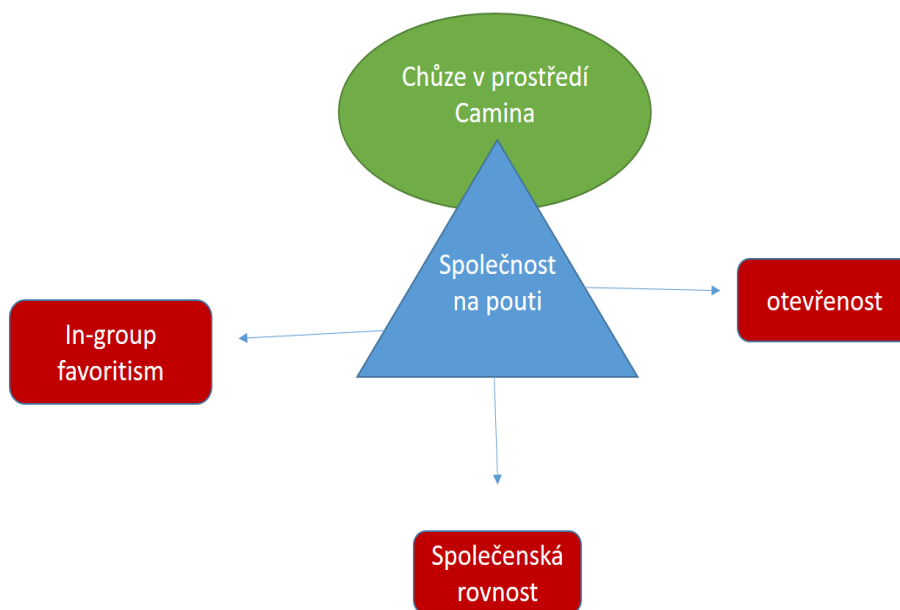 Chůze v prostředí
Camina
Společnost
na pouti
otevřenost
In-group
favoritism
Společenská
rovnost